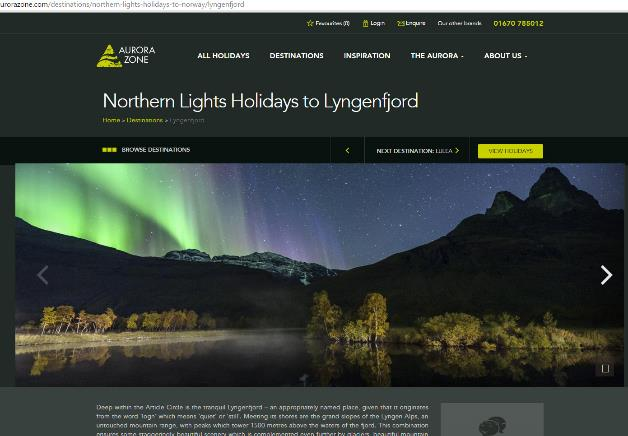 urorazone.com/destinations/northern-lights-holidays-to-norway/lyngenfjord
Favourites (0) Login Enquire Our other brands 01670 785012
AURORA
ZONE
ALL HOLIDAYS DESTINATIONS INSPIRATION THE AURORA ABOUT US
Northern Lights Holidays to Lyngenfjord
Home » Destinations » Lyngenfjord
BROWSE DESTINATIONS NEXT DESTINATION: LULEA VIEW HOLIDAYS
Deep within the Arctic Circle is the tranquil Lyngenfjord – an appropriately named place, given that it originates
from the word 'logn' which means 'quiet' or 'still'. Meeting its shores are the grand slopes of the Lyngen Alps, an
untouched mountain range, with peaks which tower 1500 metres above the waters of the fjord. This combination
ensures some staggeringly beautiful scenery which is complemented even further by glaciers, beautiful mountain